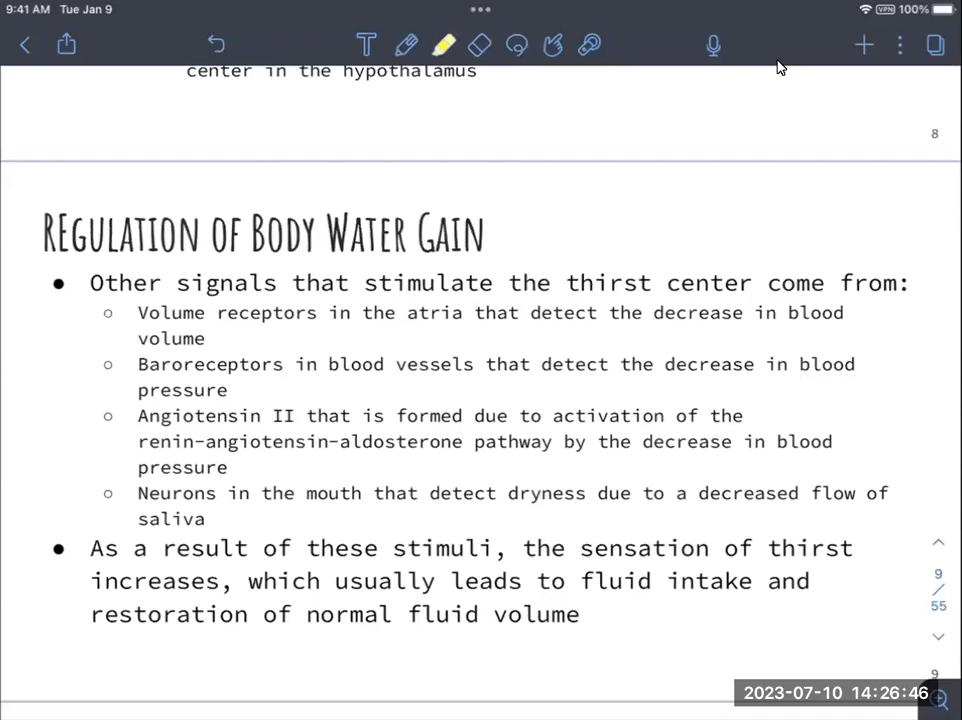 9:41 AM Tue Jan 9
VPN 100%
center in the hypothalamus
8
REgulation of Body Water Gain
● Other signals that stimulate the thirst center come from:
○ Volume receptors in the atria that detect the decrease in blood
volume
○ Baroreceptors in blood vessels that detect the decrease in blood
pressure
○ Angiotensin II that is formed due to activation of the
renin-angiotensin-aldosterone pathway by the decrease in blood
pressure
○ Neurons in the mouth that detect dryness due to a decreased flow of
saliva
● As a result of these stimuli, the sensation of thirst
increases, which usually leads to fluid intake and
restoration of normal fluid volume
9
/
55
9
2023-07-10 14:26:46